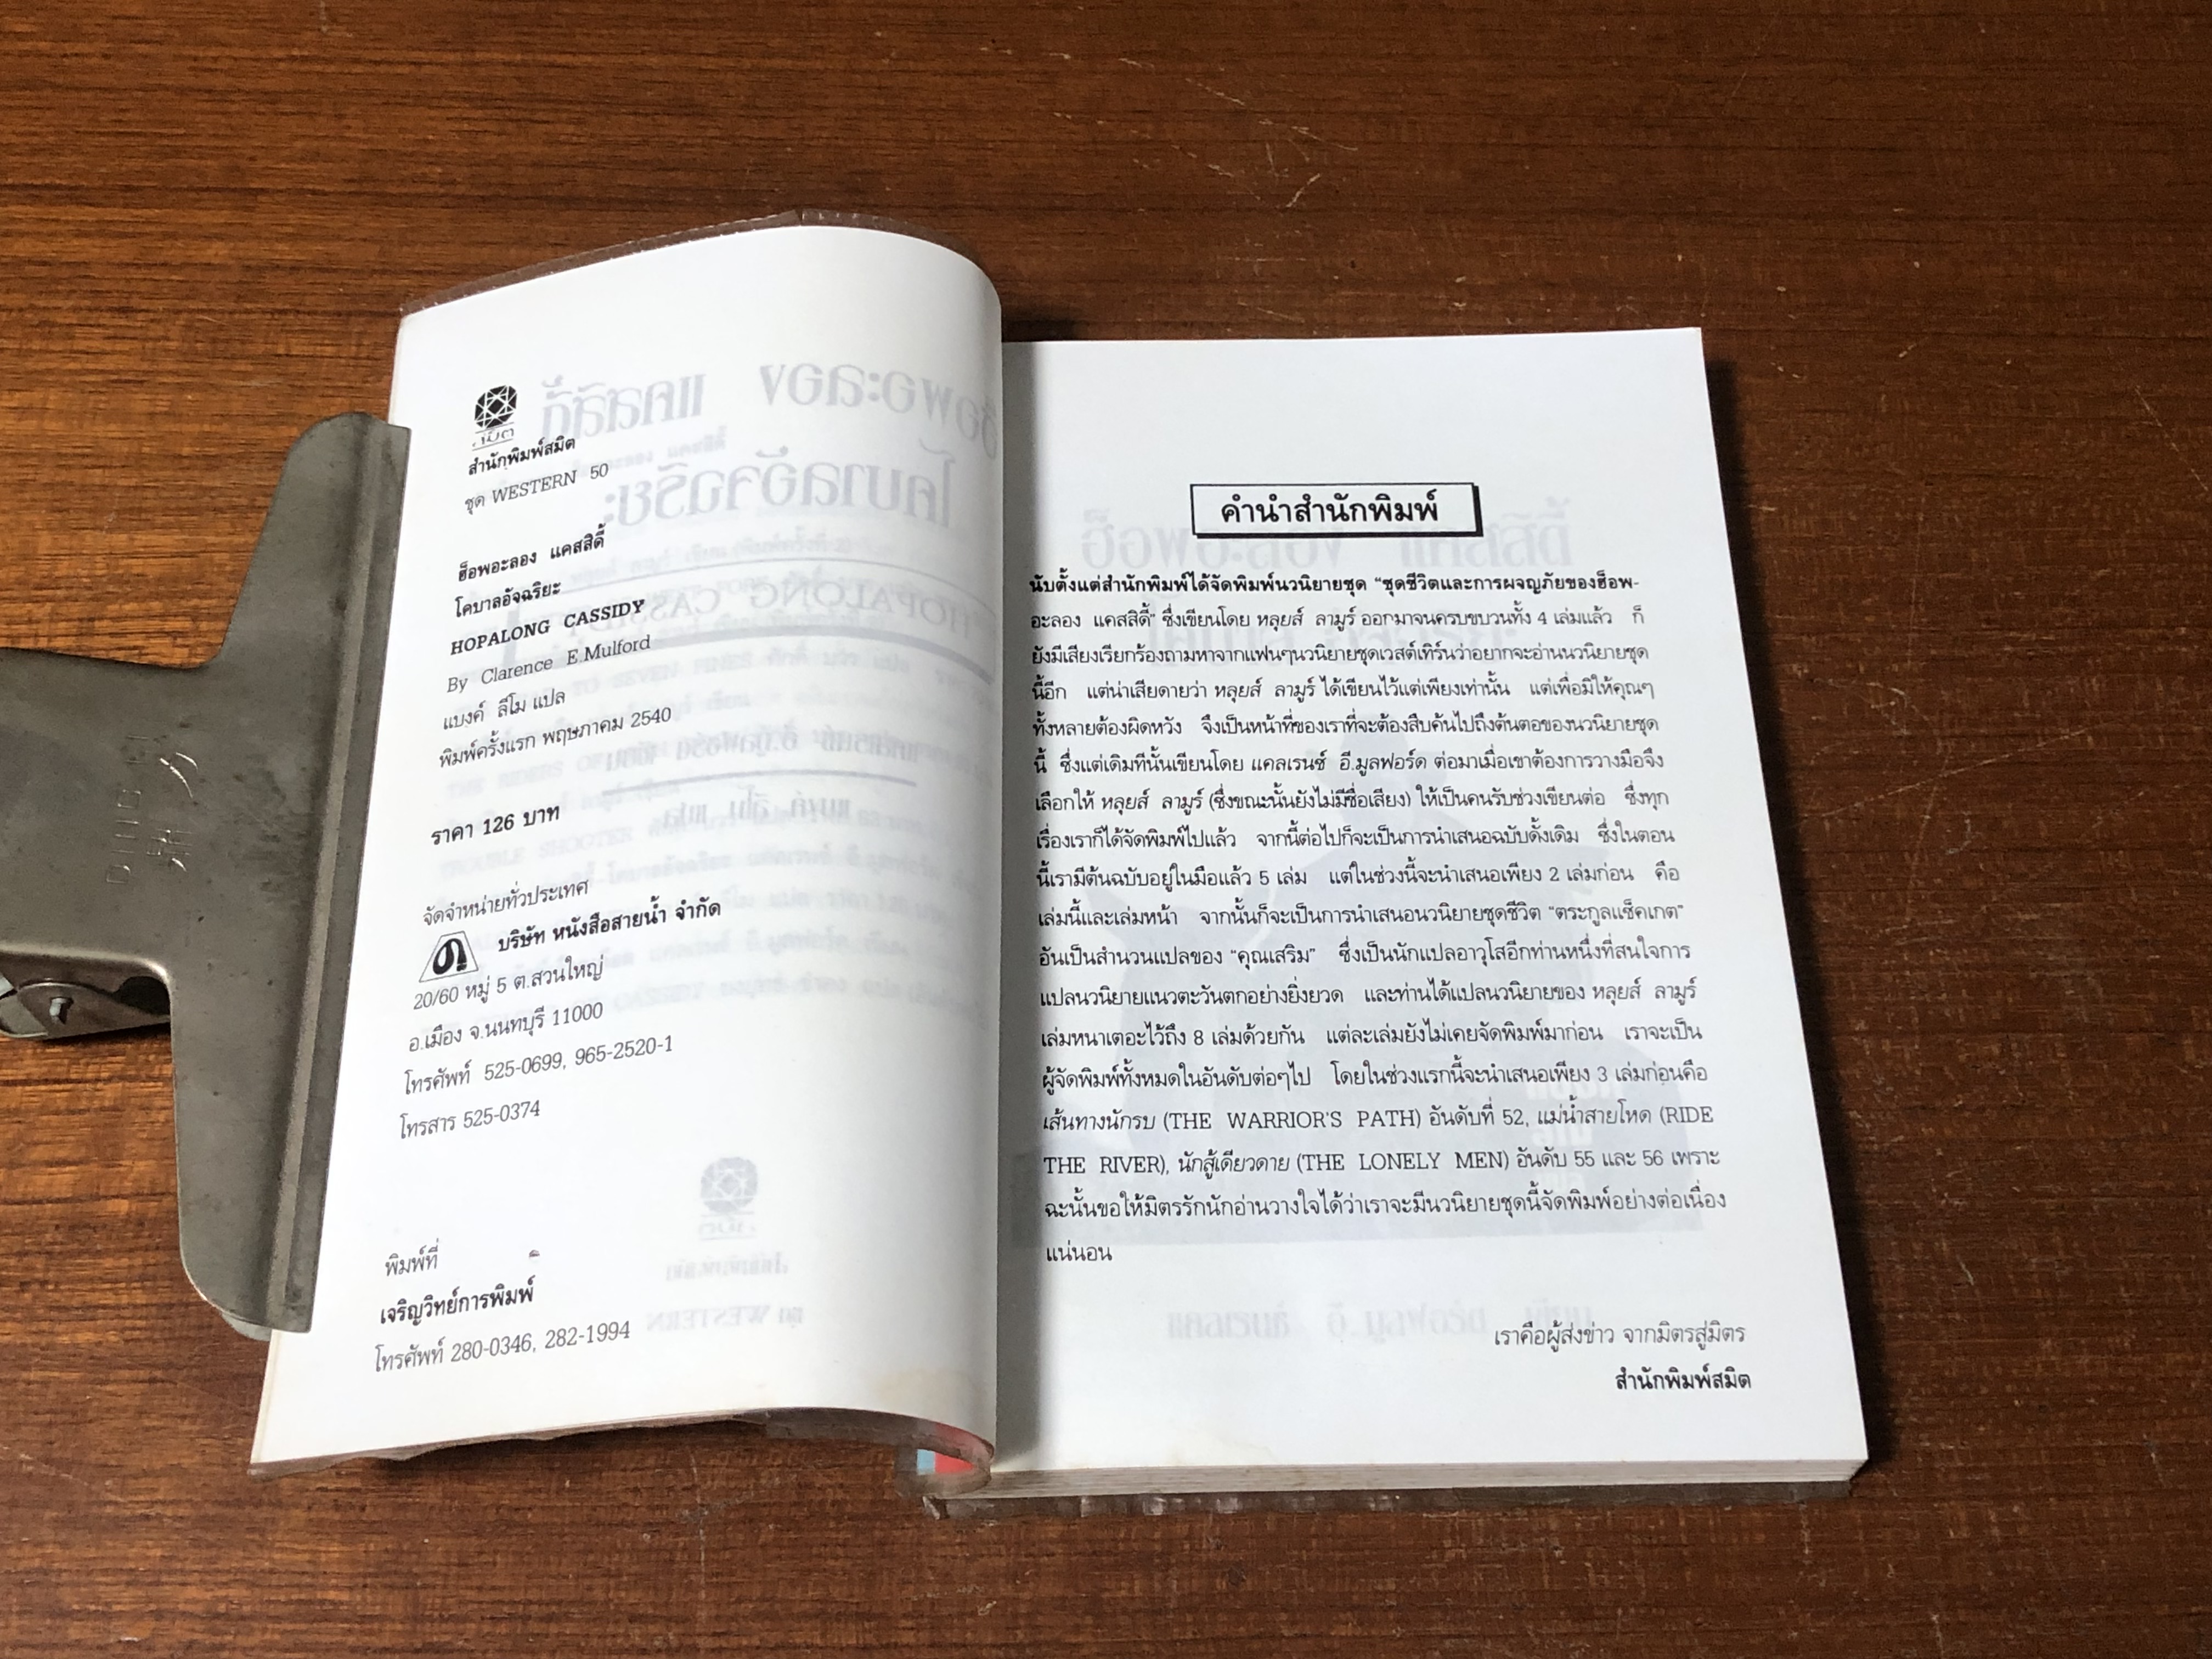 สมิต
สำนักพิมพ์สมิต
ชุด WESTERN 50
ฮ็อพอะลอง แคสสิดี้
โคบาลอัจฉริยะ
HOPALONG CASSIDY
By Clarence E.Mulford
แบงค์ ลีโม แปล
พิมพ์ครั้งแรก พฤษภาคม 2540
ราคา 126 บาท
จัดจำหน่ายทั่วประเทศ
บริษัท หนังสือสายน้ำ จำกัด
20/60 หมู่ 5 ต.สวนใหญ่
อ.เมือง จ.นนทบุรี 11000
โทรศัพท์ 525-0699, 965-2520-1
โทรสาร 525-0374
พิมพ์ที่
เจริญวิทย์การพิมพ์
โทรศัพท์ 280-0346, 282-1994
คำนำสำนักพิมพ์
นับตั้งแต่สำนักพิมพ์ได้จัดพิมพ์นวนิยายชุด “ชุดชีวิตและการผจญภัยของฮ็อพ-
อะลอง แคสสิดี้” ซึ่งเขียนโดย หลุยส์ ลามูร์ ออกมาจนครบขบวนทั้ง 4 เล่มแล้ว ก็
ยังมีเสียงเรียกร้องถามหาจากแฟนๆนวนิยายชุดเวสต์เทิร์นว่าอยากจะอ่านนวนิยายชุด
นี้อีก แต่น่าเสียดายว่า หลุยส์ ลามูร์ ได้เขียนไว้แต่เพียงเท่านั้น แต่เพื่อมิให้คุณๆ
ทั้งหลายต้องผิดหวัง จึงเป็นหน้าที่ของเราที่จะต้องสืบค้นไปถึงต้นตอของนวนิยายชุด
นี้ ซึ่งแต่เดิมทีนั้นเขียนโดย แคลเรนซ์ อี.มูลฟอร์ด ต่อมาเมื่อเขาต้องการวางมือจึง
เลือกให้ หลุยส์ ลามูร์ (ซึ่งขณะนั้นยังไม่มีชื่อเสียง) ให้เป็นคนรับช่วงเขียนต่อ ซึ่งทุก
เรื่องเราก็ได้จัดพิมพ์ไปแล้ว จากนี้ต่อไปก็จะเป็นการนำเสนอฉบับดั้งเดิม ซึ่งในตอน
นี้เรามีต้นฉบับอยู่ในมือแล้ว 5 เล่ม แต่ในช่วงนี้จะนำเสนอเพียง 2 เล่มก่อน คือ
เล่มนี้และเล่มหน้า จากนั้นก็จะเป็นการนำเสนอนวนิยายชุดชีวิต “ตระกูลแซ็คเกต”
อันเป็นสำนวนแปลของ “คุณเสริม” ซึ่งเป็นนักแปลอาวุโสอีกท่านหนึ่งที่สนใจการ
แปลนวนิยายแนวตะวันตกอย่างยิ่งยวด และท่านได้แปลนวนิยายของ หลุยส์ ลามูร์
เล่มหนาเตอะไว้ถึง 8 เล่มด้วยกัน แต่ละเล่มยังไม่เคยจัดพิมพ์มาก่อน เราจะเป็น
ผู้จัดพิมพ์ทั้งหมดในอันดับต่อๆไป โดยในช่วงแรกนี้จะนำเสนอเพียง 3 เล่มก่อนคือ
เส้นทางนักรบ (THE WARRIOR'S PATH) อันดับที่ 52, แม่น้ำสายโหด (RIDE
THE RIVER), นักสู้เดียวดาย (THE LONELY MEN) อันดับ 55 และ 56 เพราะ
ฉะนั้นขอให้มิตรรักนักอ่านวางใจได้ว่าเราจะมีนวนิยายชุดนี้จัดพิมพ์อย่างต่อเนื่อง
แน่นอน
เราคือผู้ส่งข่าว จากมิตรสู่มิตร
สำนักพิมพ์สมิต